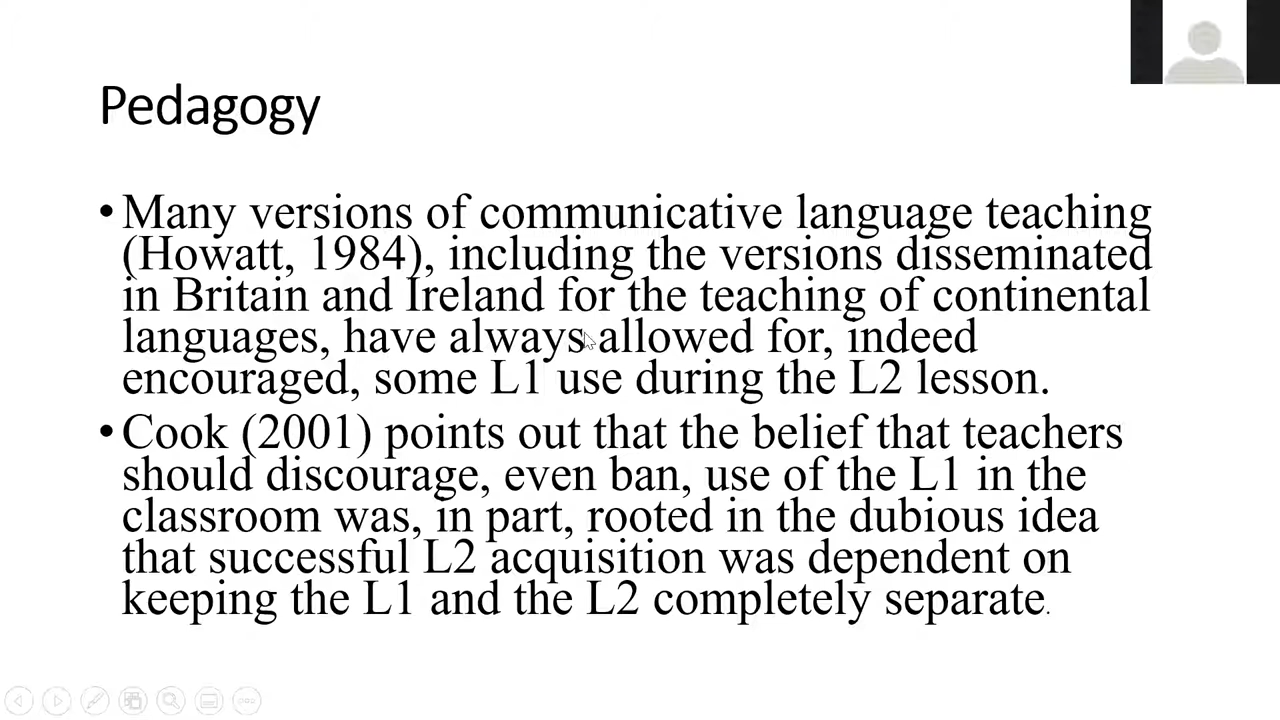 Pedagogy
• Many versions of communicative language teaching
(Howatt, 1984), including the versions disseminated
in Britain and Ireland for the teaching of continental
languages, have always allowed for, indeed
encouraged, some L1 use during the L2 lesson.
• Cook (2001) points out that the belief that teachers
should discourage, even ban, use of the L1 in the
classroom was, in part, rooted in the dubious idea
that successful L2 acquisition was dependent on
keeping the L1 and the L2 completely separate.